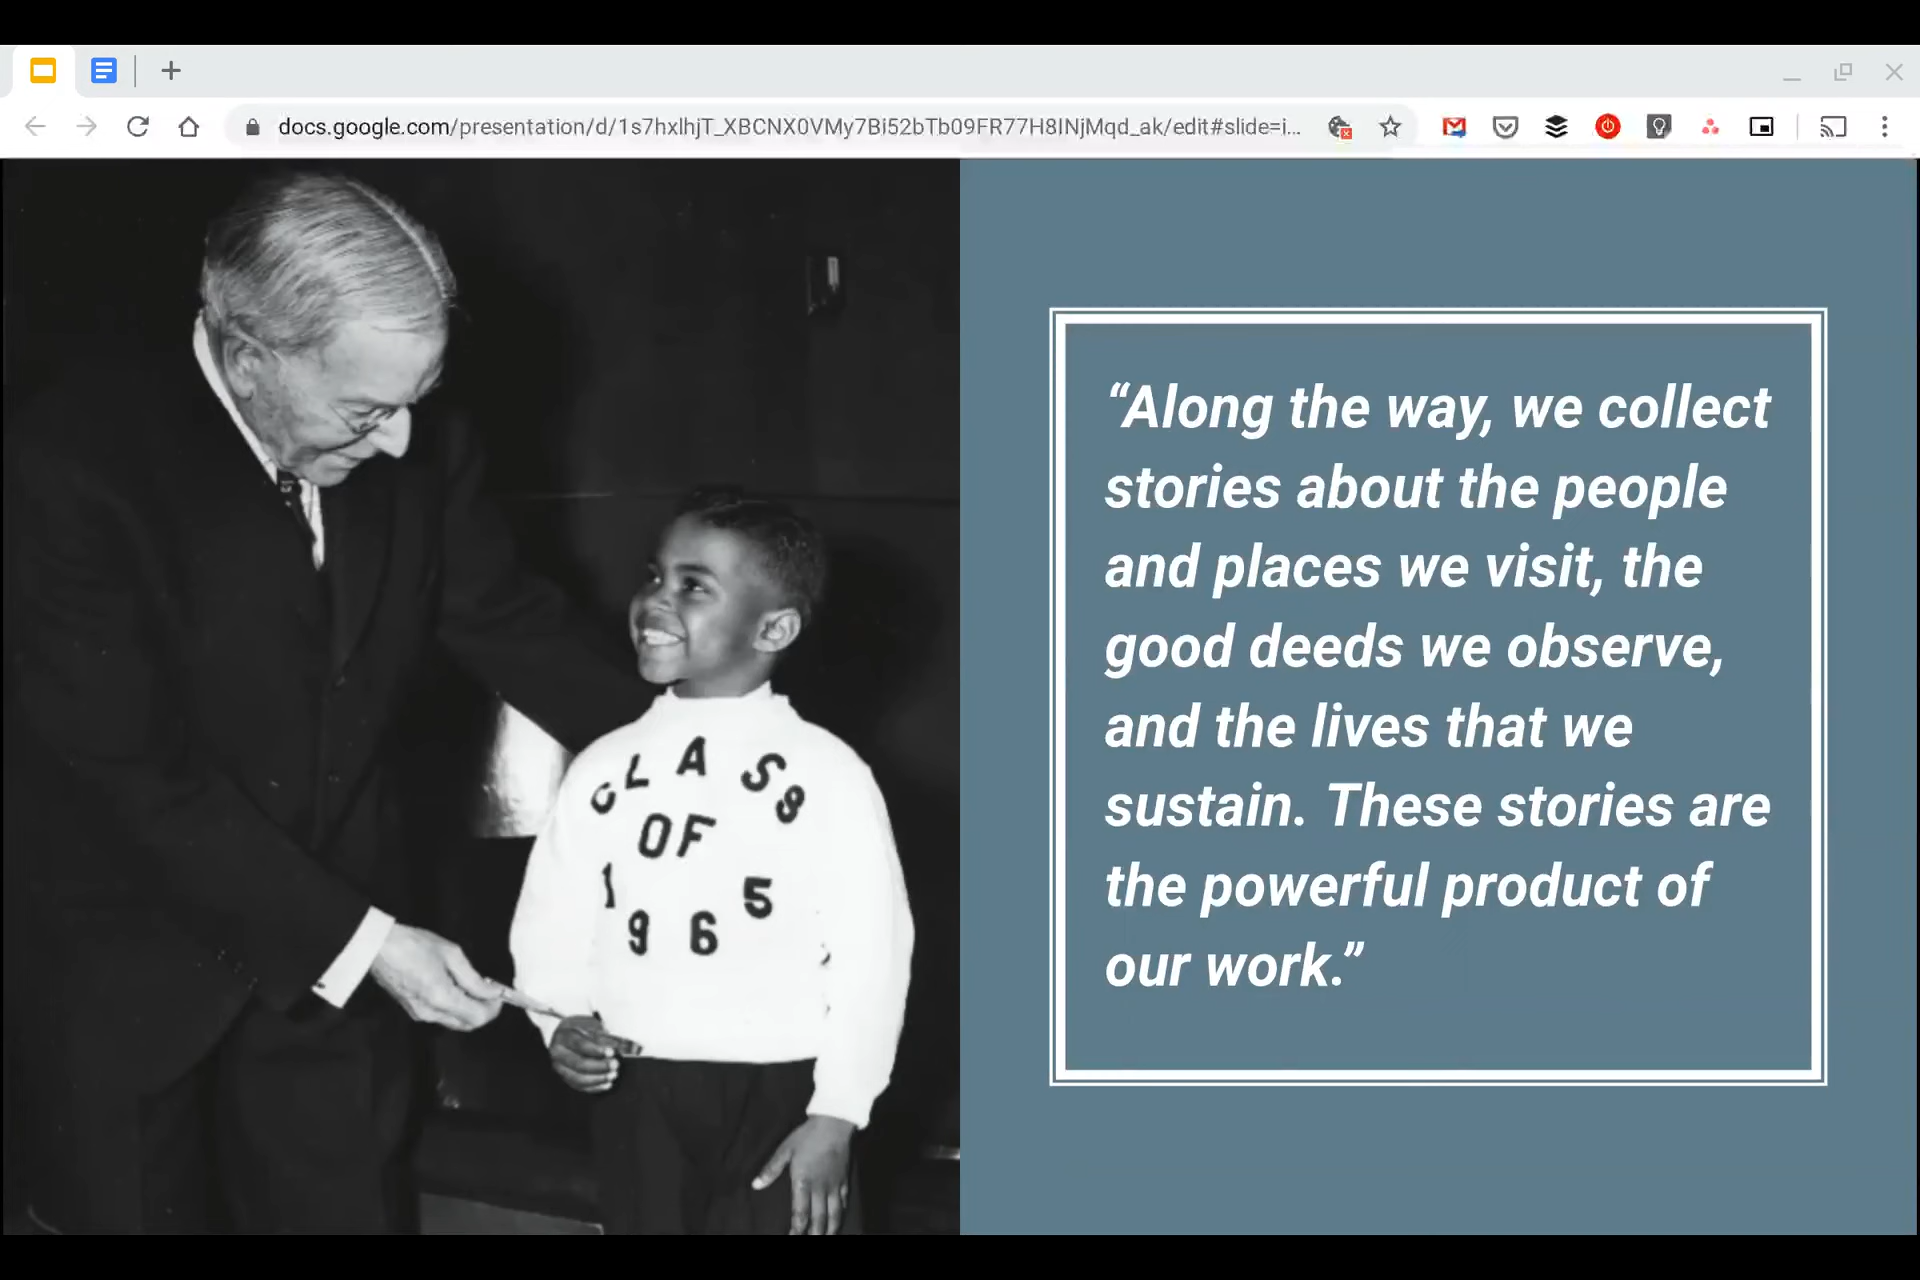 docs.google.com/presentation/d/1s7hxlhjT_XBCNX0VMy7Bi52bTb09FR77H8INjMqd_ak/edit#slide=i...
CLASS
OF
1965
“Along the way, we collect
stories about the people
and places we visit, the
good deeds we observe,
and the lives that we
sustain. These stories are
the powerful product of
our work.”